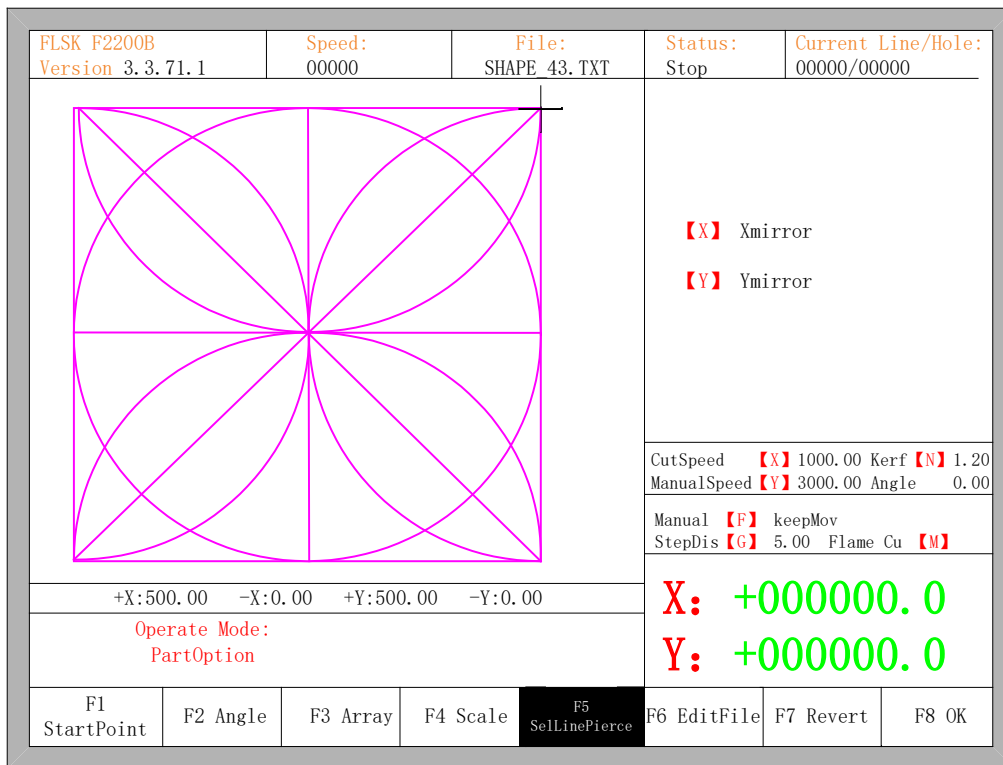 FLSK F2200B
Version 3.3.71.1
Speed:
00000
File:
SHAPE_43.TXT
Status:
Stop
Current Line/Hole:
00000/00000
【X】 Xmirror
【Y】 Ymirror
CutSpeed 【X】 1000.00 Kerf 【N】 1.20
ManualSpeed 【Y】 3000.00 Angle 0.00
Manual 【F】 keepMov
StepDis 【G】 5.00 Flame Cu 【M】
+X:500.00 -X:0.00 +Y:500.00 -Y:0.00
X: +000000.0
Y: +000000.0
Operate Mode:
PartOption
F1
StartPoint
F2 Angle
F3 Array
F4 Scale
F5
SelLinePierce
F6 EditFile
F7 Revert
F8 OK